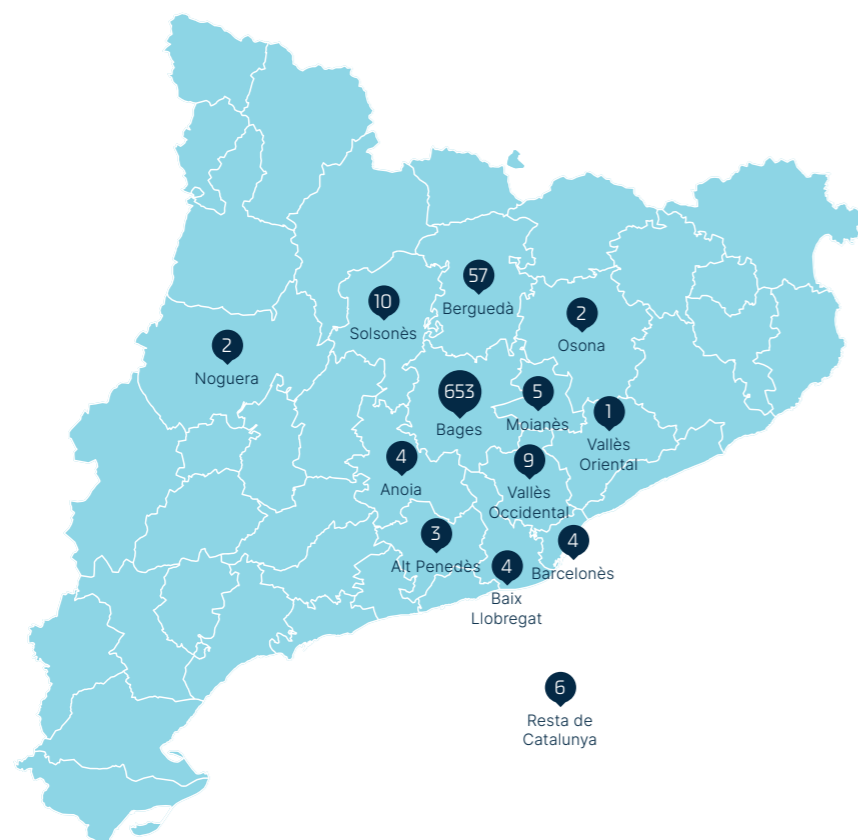 57
Berguedà
10
Solsonès
2
Osona
2
Noguera
653
Bages
5
Moianès
1
Vallès
Oriental
4
Anoia
9
Vallès
Occidental
3
Alt Penedès
4
Barcelonès
4
Baix
Llobregat
6
Resta de
Catalunya